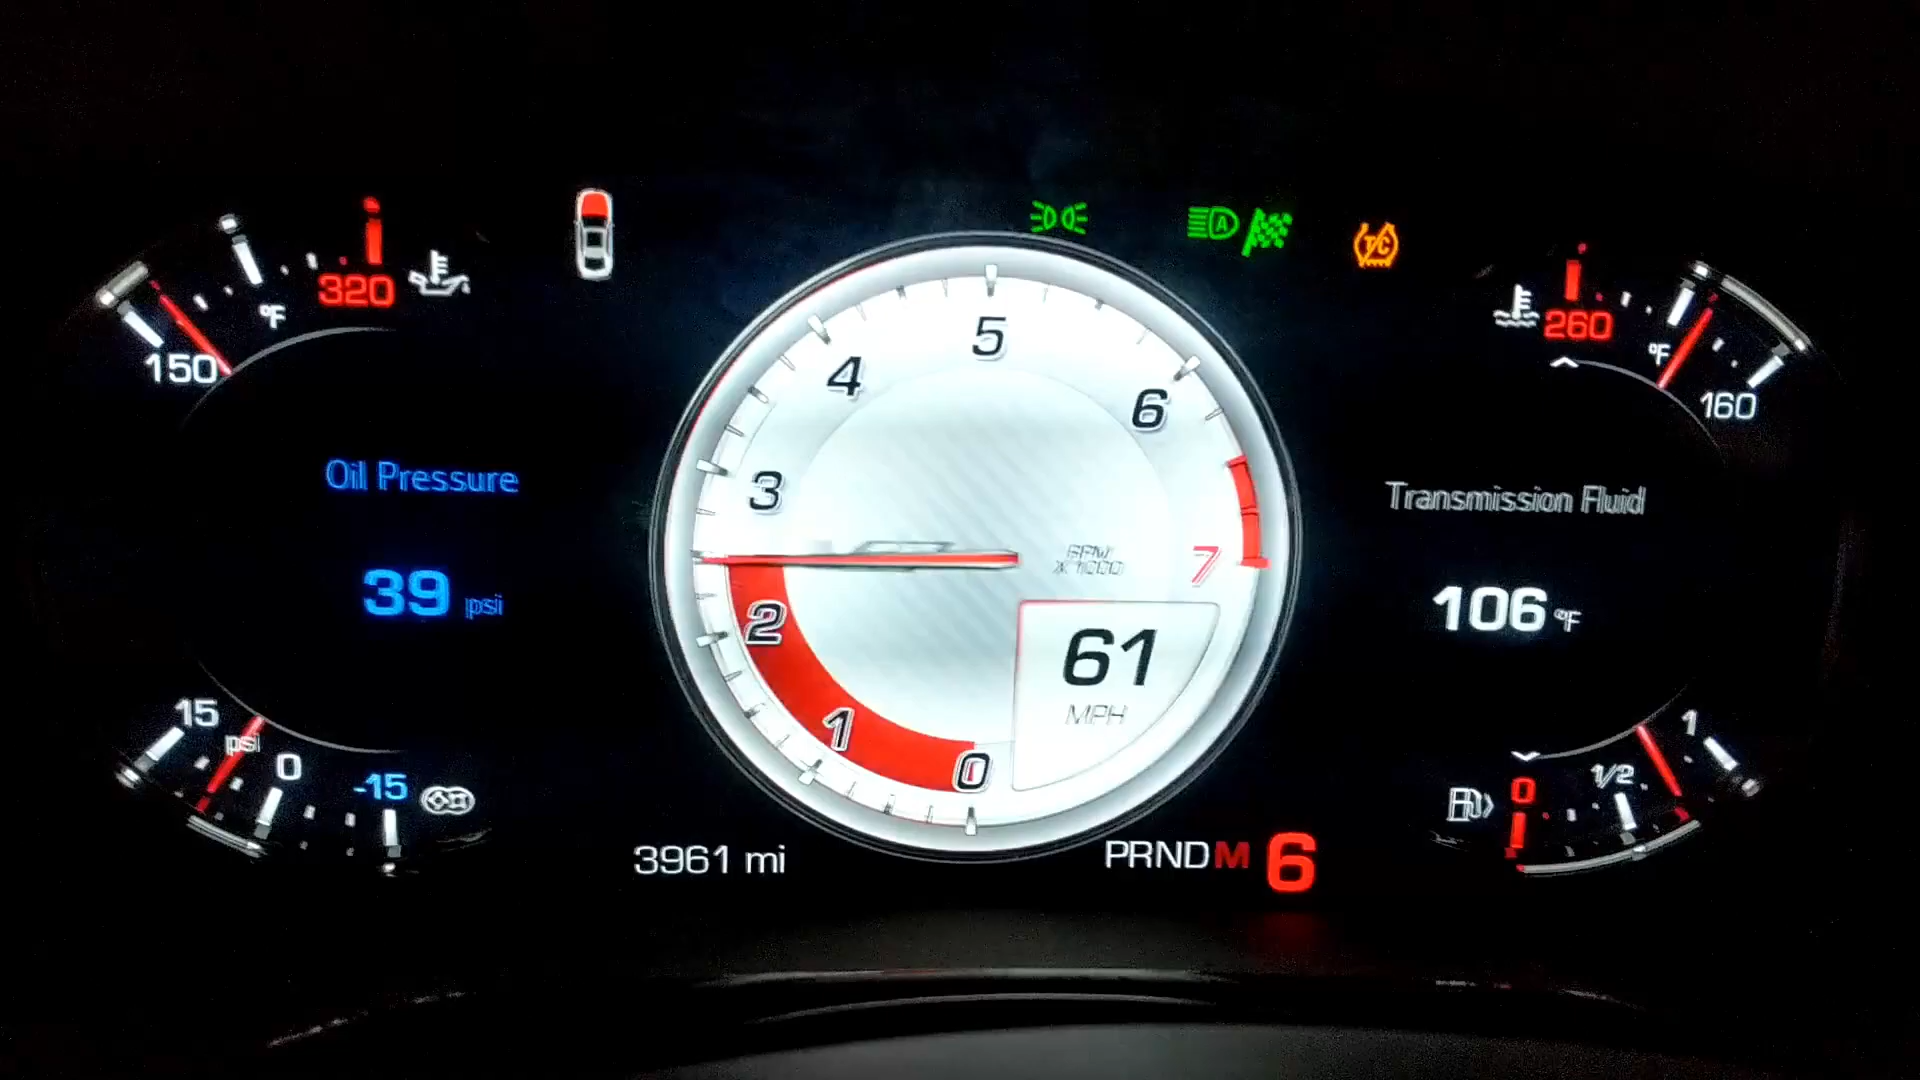 320
°F
150
Oil Pressure
39 psi
15
psi
0
-15
A
T/C
5
4
6
3
RPM
X 1000
7
2
61
MPH
1
0
3961 mi
PRNDM 6
260
°F
160
Transmission Fluid
106 °F
1
1/2
0